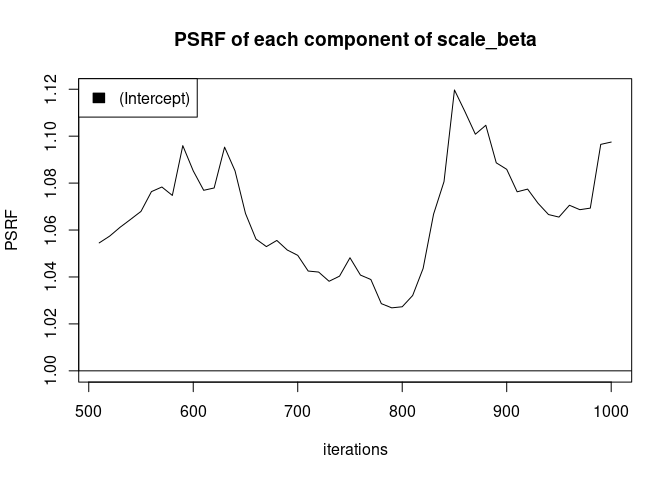 PSRF of each component of scale_beta
(Intercept)
PSRF
1.12
1.10
1.08
1.06
1.04
1.02
1.00
500 600 700 800 900 1000
iterations